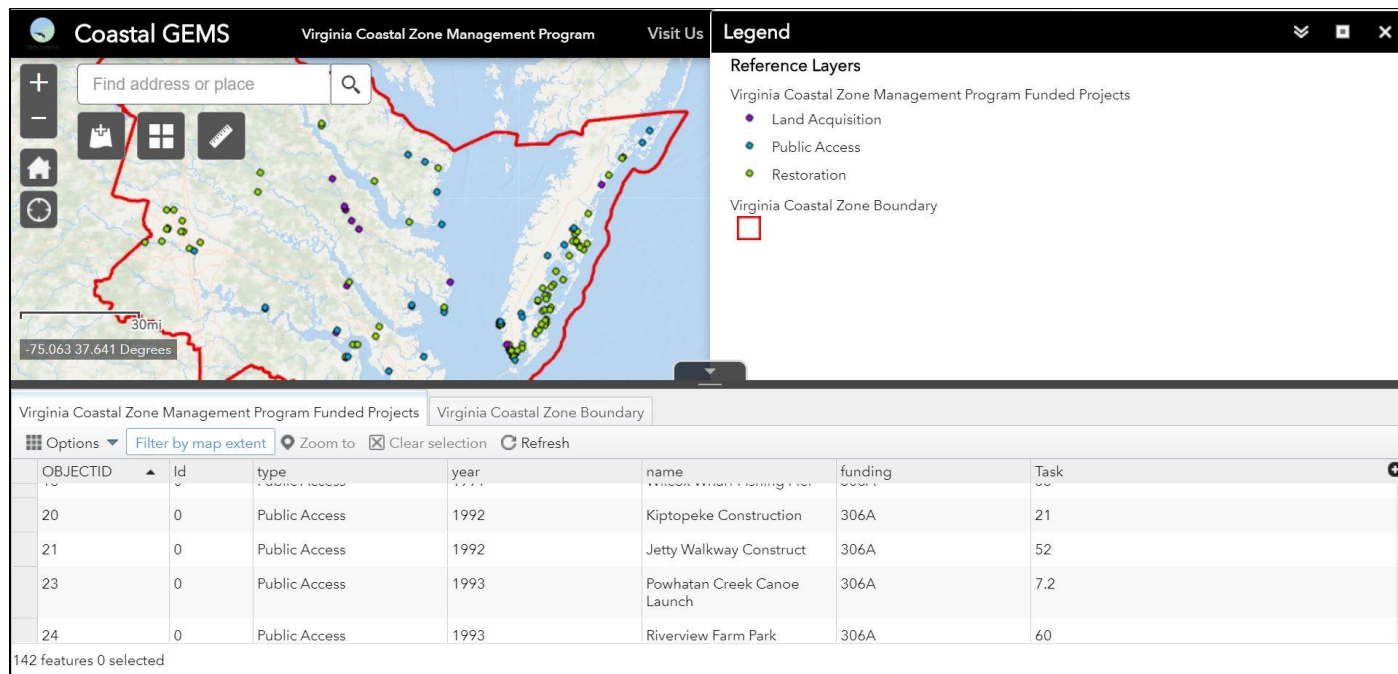 Coastal GEMS
Virginia Coastal Zone Management Program
Visit Us
Legend
Find address or place
30mi
-75.063 37.641 Degrees
Reference Layers
Virginia Coastal Zone Management Program Funded Projects
Land Acquisition
Public Access
Restoration
Virginia Coastal Zone Boundary
Virginia Coastal Zone Management Program Funded Projects Virginia Coastal Zone Boundary
Options Filter by map extent Zoom to Clear selection Refresh
OBJECTID Id type year name funding Task
20 0 Public Access 1992 Kiptopeke Construction 306A 21
21 0 Public Access 1992 Jetty Walkway Construct 306A 52
23 0 Public Access 1993 Powhatan Creek Canoe 306A 7.2
Launch
24 0 Public Access 1993 Riverview Farm Park 306A 60
142 features 0 selected